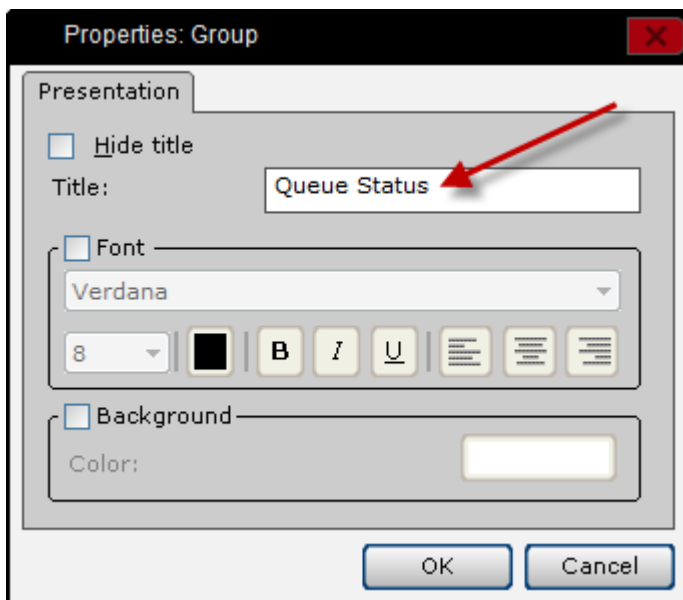 Properties: Group
Presentation
Hide title
Title: Queue Status
Font
Verdana
8 B I U
Background
Color:
OK Cancel